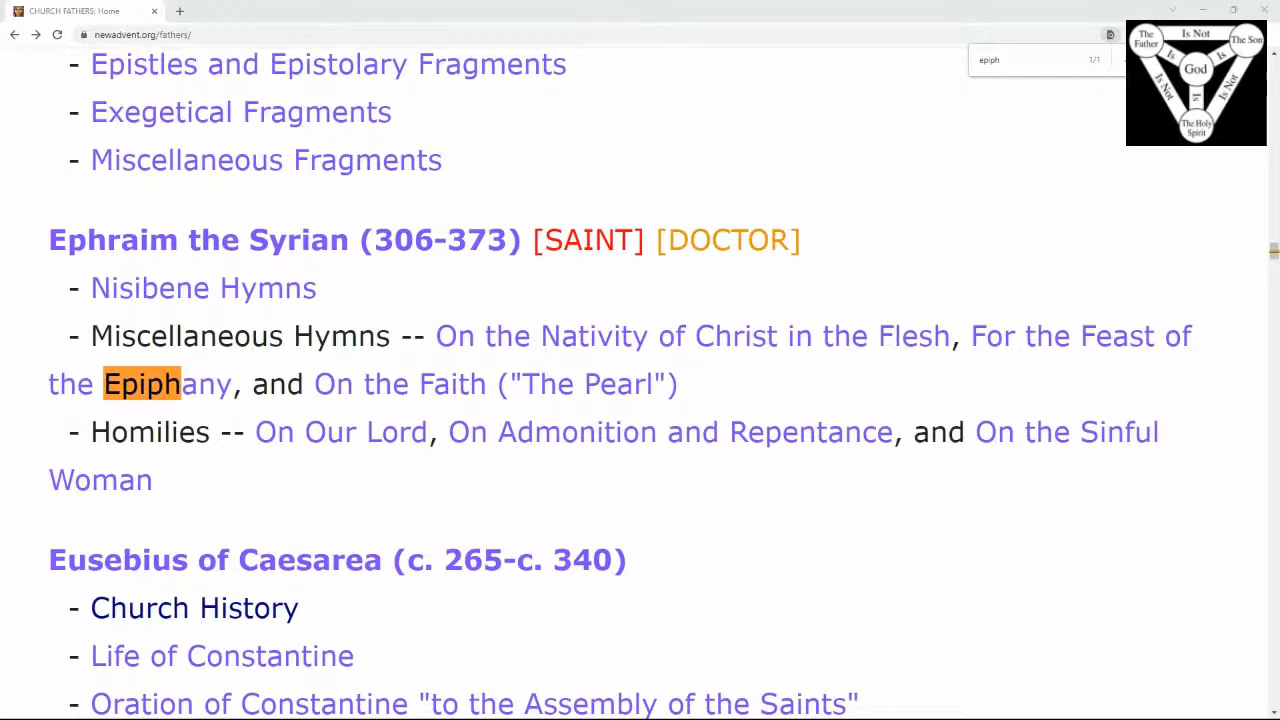 CHURCH FATHERS: Home
newadvent.org/fathers/
epiph 1/1
- Epistles and Epistolary Fragments
- Exegetical Fragments
- Miscellaneous Fragments
Ephraim the Syrian (306-373) [SAINT] [DOCTOR]
- Nisibene Hymns
- Miscellaneous Hymns -- On the Nativity of Christ in the Flesh, For the Feast of
the Epiphany, and On the Faith ("The Pearl")
- Homilies -- On Our Lord, On Admonition and Repentance, and On the Sinful
Woman
Eusebius of Caesarea (c. 265-c. 340)
- Church History
- Life of Constantine
- Oration of Constantine "to the Assembly of the Saints"
The Father
Is Not
The Son
Is
God
Is
Is Not
Is
Is Not
The Holy Spirit